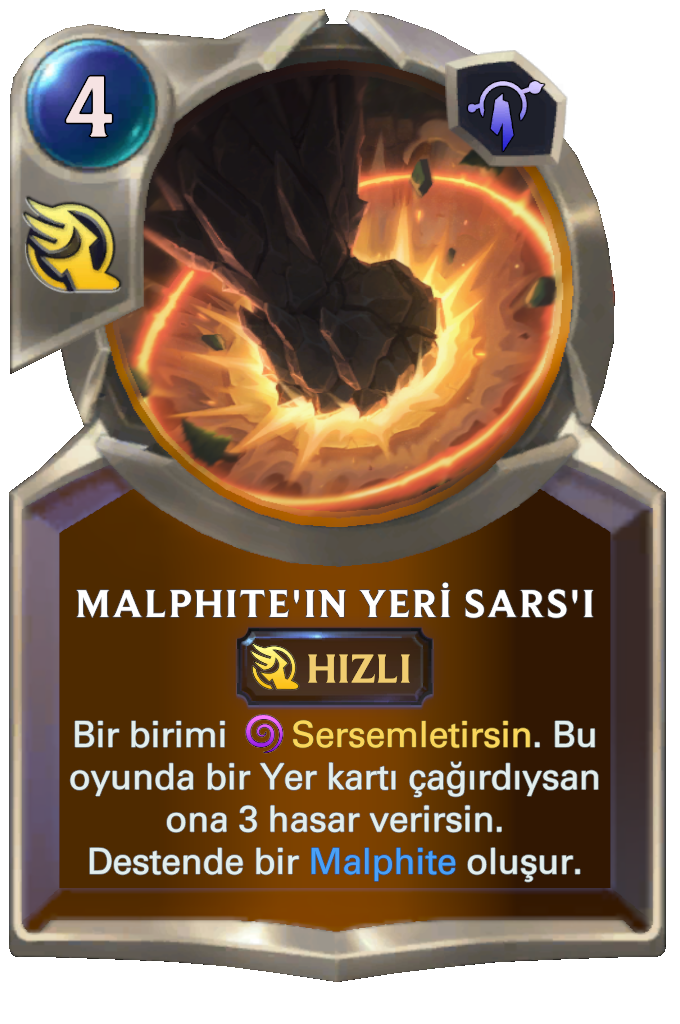 4
MALPHITE'IN YERİ SARS'I
HIZLI
Bir birimi Sersemletirsin. Bu
oyunda bir Yer kartı çağırdıysan
ona 3 hasar verirsin.
Destende bir Malphite oluşur.